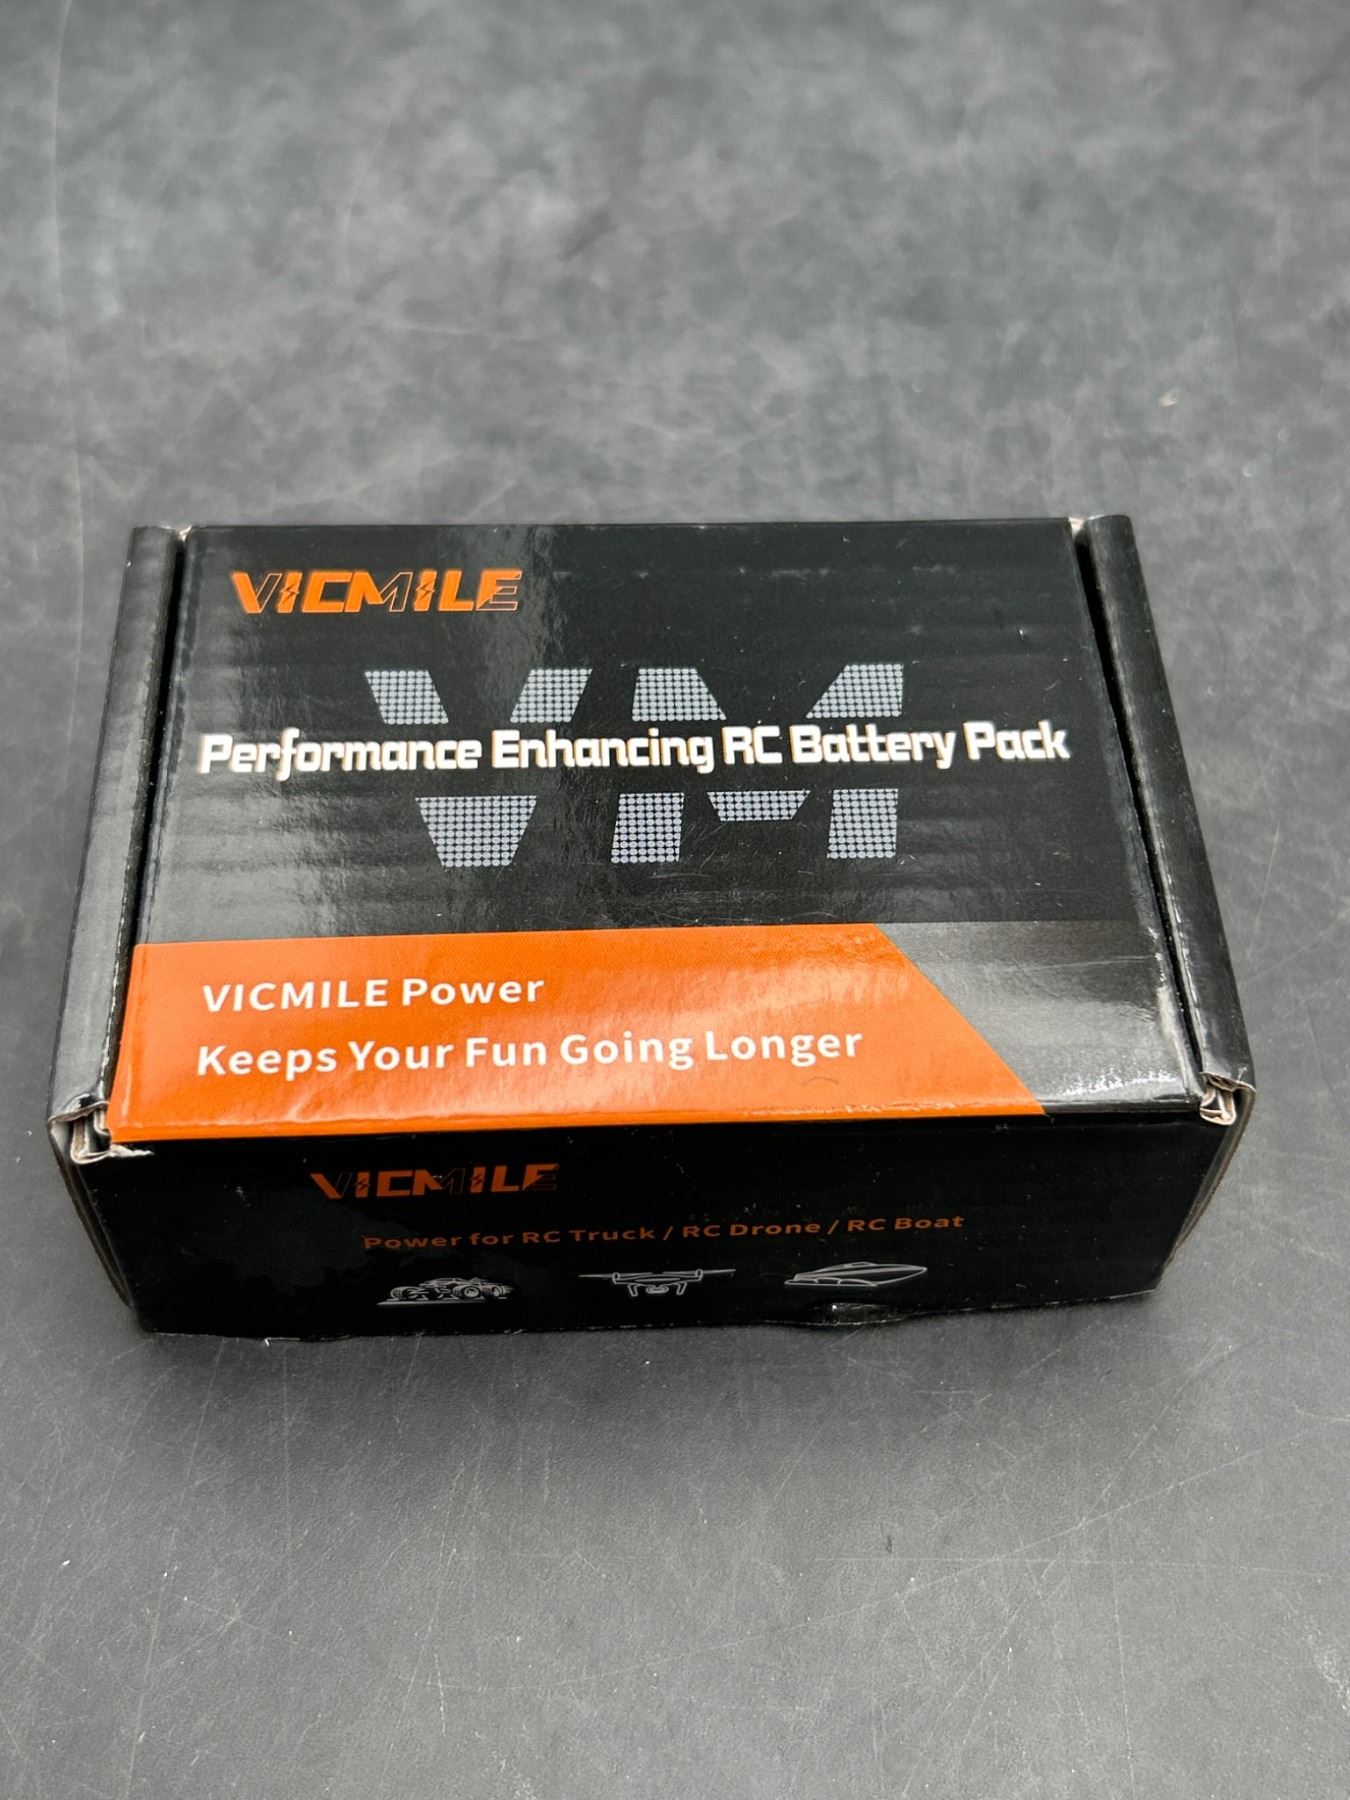 VICMILE
VM
Performance Enhancing RC Battery Pack
VICMILE Power
Keeps Your Fun Going Longer
VICMILE
Power for RC Truck / RC Drone / RC Boat